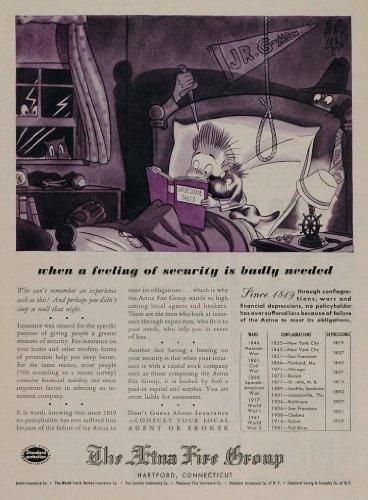 JR. G-MEN
GRUESOME
TALES
when a feeling of security is badly needed
Who can't remember an experience
such as this! And perhaps you didn't
sleep so well that night.
Insurance was created for the specific
purpose of giving people a greater
measure of security. Fire insurance on
your home and other modern forms
of protection help you sleep better.
For the same reason, most people
consider financial stability the most
important factor in selecting an in-
surance company.
It is worth knowing that since 1819
no policyholder has ever suffered loss
because of the failure of the Aetna to
meet its obligations . . . which is why
the Aetna Fire Group stands so high
among local agents and brokers.
These are the men who look at insur-
ance through expert eyes, who fit it to
your needs, who help you in event
of loss.
Another fact having a bearing on
your security is that when your insur-
ance is with a capital stock company
such as those comprising the Aetna
Fire Group, it is backed by both a
paid-in capital and surplus. You are
never liable for assessment.
Don't Guess About Insurance
—CONSULT YOUR LOCAL
AGENT OR BROKER
Since 1819 through conflagra-
tions, wars and
financial depressions, no policyholder
has ever suffered loss because of failure
of the Aetna to meet its obligations.
WARS
1846
Mexican
War
1861
Civil
War
1898
Spanish
American
War
1917
World
War I
1941
World
War 2
CONFLAGRATIONS
1835—New York City
1845—New York City
1851—San Francisco
1866—Portland, Me.
1871—Chicago
1872—Boston
1877—St. John, N. B.
1889—Seattle; Spokane
1901—Jacksonville, Fla.
1904—Baltimore
1906—San Francisco
1908—Chelsea
1914—Salem
1941—Fall River
DEPRESSIONS
1819
1837
1843
1857
1873
1893
1907
1921
1929
Standard
protection
The Ætna Fire Group
HARTFORD, CONNECTICUT
Aetna Insurance Co. • The World Fire & Marine Insurance Co. • The Century Indemnity Co. • Piedmont Fire Insurance Co. • Standard Insurance Co. of N. Y. • Standard Surety & Casualty Co. of N. Y.